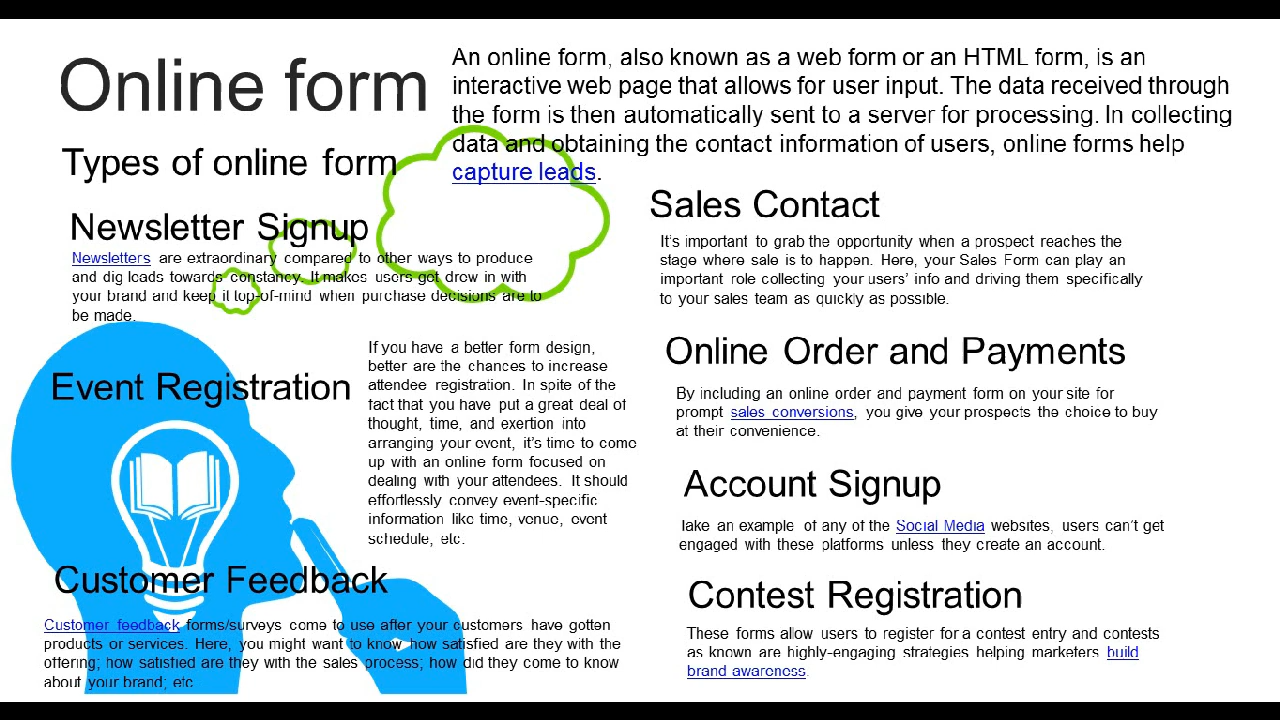 Online form
An online form, also known as a web form or an HTML form, is an
interactive web page that allows for user input. The data received through
the form is then automatically sent to a server for processing. In collecting
data and obtaining the contact information of users, online forms help
capture leads.
Types of online form
Newsletter Signup
Newsletters are extraordinary compared to other ways to produce
and dig leads towards constancy. It makes users get drew in with
your brand and keep it top-of-mind when purchase decisions are to
be made.
Event Registration
If you have a better form design,
better are the chances to increase
attendee registration. In spite of the
fact that you have put a great deal of
thought, time, and exertion into
arranging your event, it's time to come
up with an online form focused on
dealing with your attendees. It should
effortlessly convey event-specific
information like time, venue, event
schedule, etc.
Customer Feedback
Customer feedback forms/surveys come to use after your customers have gotten
products or services. Here, you might want to know how satisfied are they with the
offering; how satisfied are they with the sales process; how did they come to know
about your brand; etc
Sales Contact
It's important to grab the opportunity when a prospect reaches the
stage where sale is to happen. Here, your Sales Form can play an
important role collecting your users' info and driving them specifically
to your sales team as quickly as possible.
Online Order and Payments
By including an online order and payment form on your site for
prompt sales conversions, you give your prospects the choice to buy
at their convenience.
Account Signup
Take an example of any of the Social Media websites, users can't get
engaged with these platforms unless they create an account.
Contest Registration
These forms allow users to register for a contest entry and contests
as known are highly-engaging strategies helping marketers build
brand awareness.